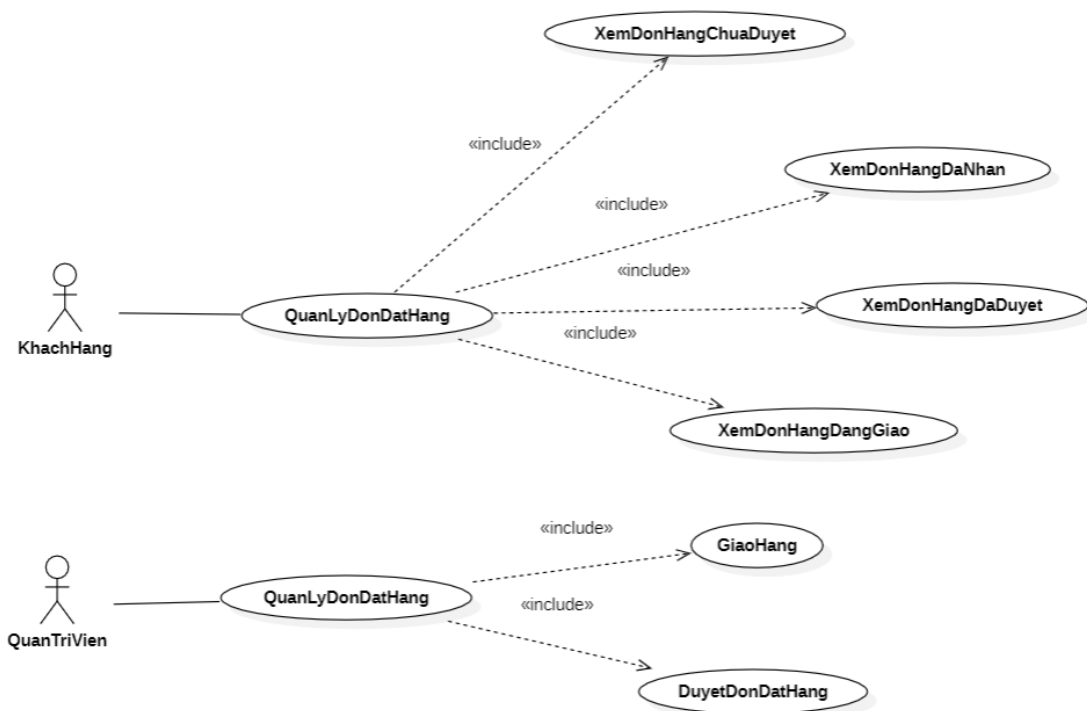 XemDonHangChuaDuyet
«include»
XemDonHangDaNhan
«include»
«include»
XemDonHangDaDuyet
QuanLyDonDatHang
«include»
KhachHang
XemDonHangDangGiao
«include»
GiaoHang
QuanLyDonDatHang
«include»
QuanTriVien
DuyetDonDatHang